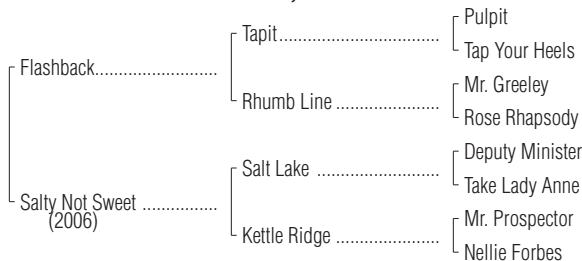 Pulpit
Tapit
Tap Your Heels
Flashback
Mr. Greeley
Rhumb Line
Rose Rhapsody
Deputy Minister
Salt Lake
Take Lady Anne
Salty Not Sweet
(2006)
Mr. Prospector
Kettle Ridge
Nellie Forbes